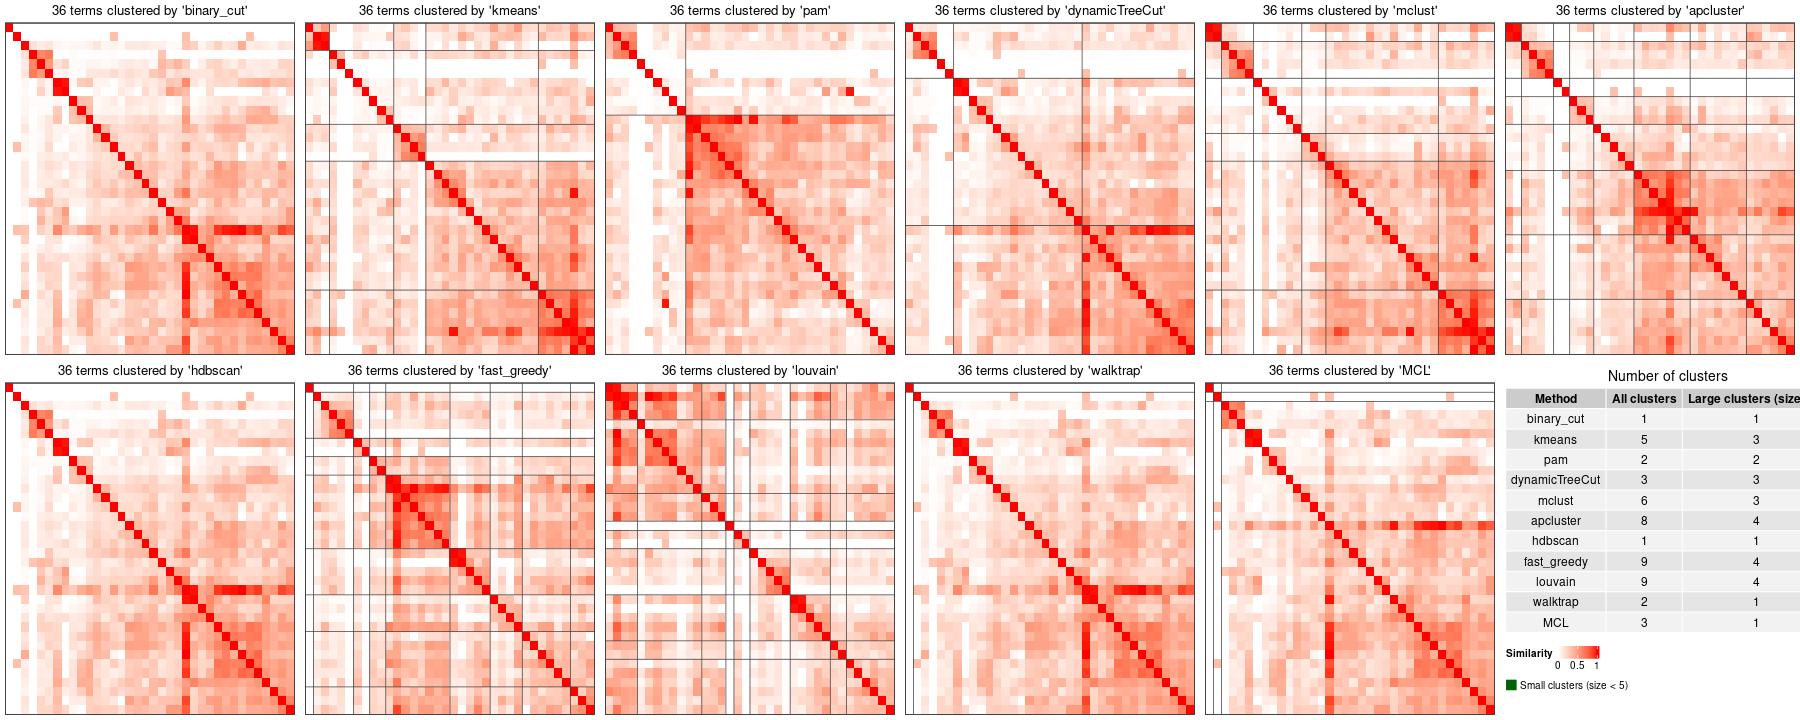 36 terms clustered by 'binary_cut'
36 terms clustered by 'kmeans'
36 terms clustered by 'pam'
36 terms clustered by 'dynamicTreeCut'
36 terms clustered by 'mclust'
36 terms clustered by 'apcluster'
36 terms clustered by 'hdbscan'
36 terms clustered by 'fast_greedy'
36 terms clustered by 'louvain'
36 terms clustered by 'walktrap'
36 terms clustered by 'MCL'
Number of clusters
Method All clusters Large clusters (size
binary_cut 1 1
kmeans 5 3
pam 2 2
dynamicTreeCut 3 3
mclust 6 3
apcluster 8 4
hdbscan 1 1
fast_greedy 9 4
louvain 9 4
walktrap 2 1
MCL 3 1
Similarity
0 0.5 1
Small clusters (size < 5)